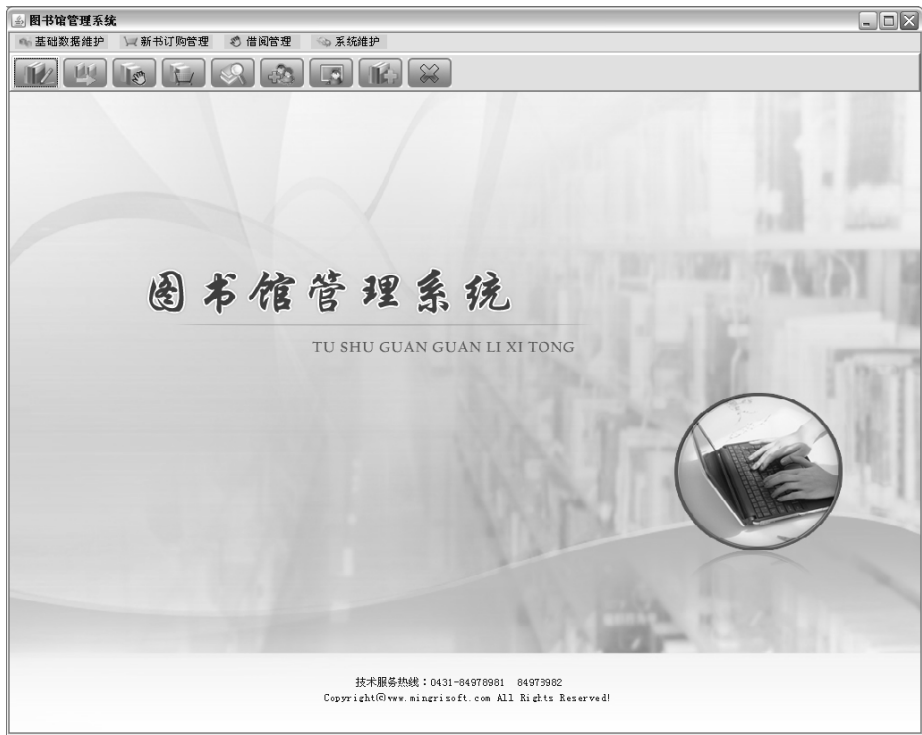 图书馆管理系统
基础数据维护 新书订购管理 借阅管理 系统维护
图书馆管理系统
TU SHU GUAN GUAN LI XI TONG
技术服务热线：0431-84978981 84973982
Copyright©www.mingrisoft.com All Rights Reserved!